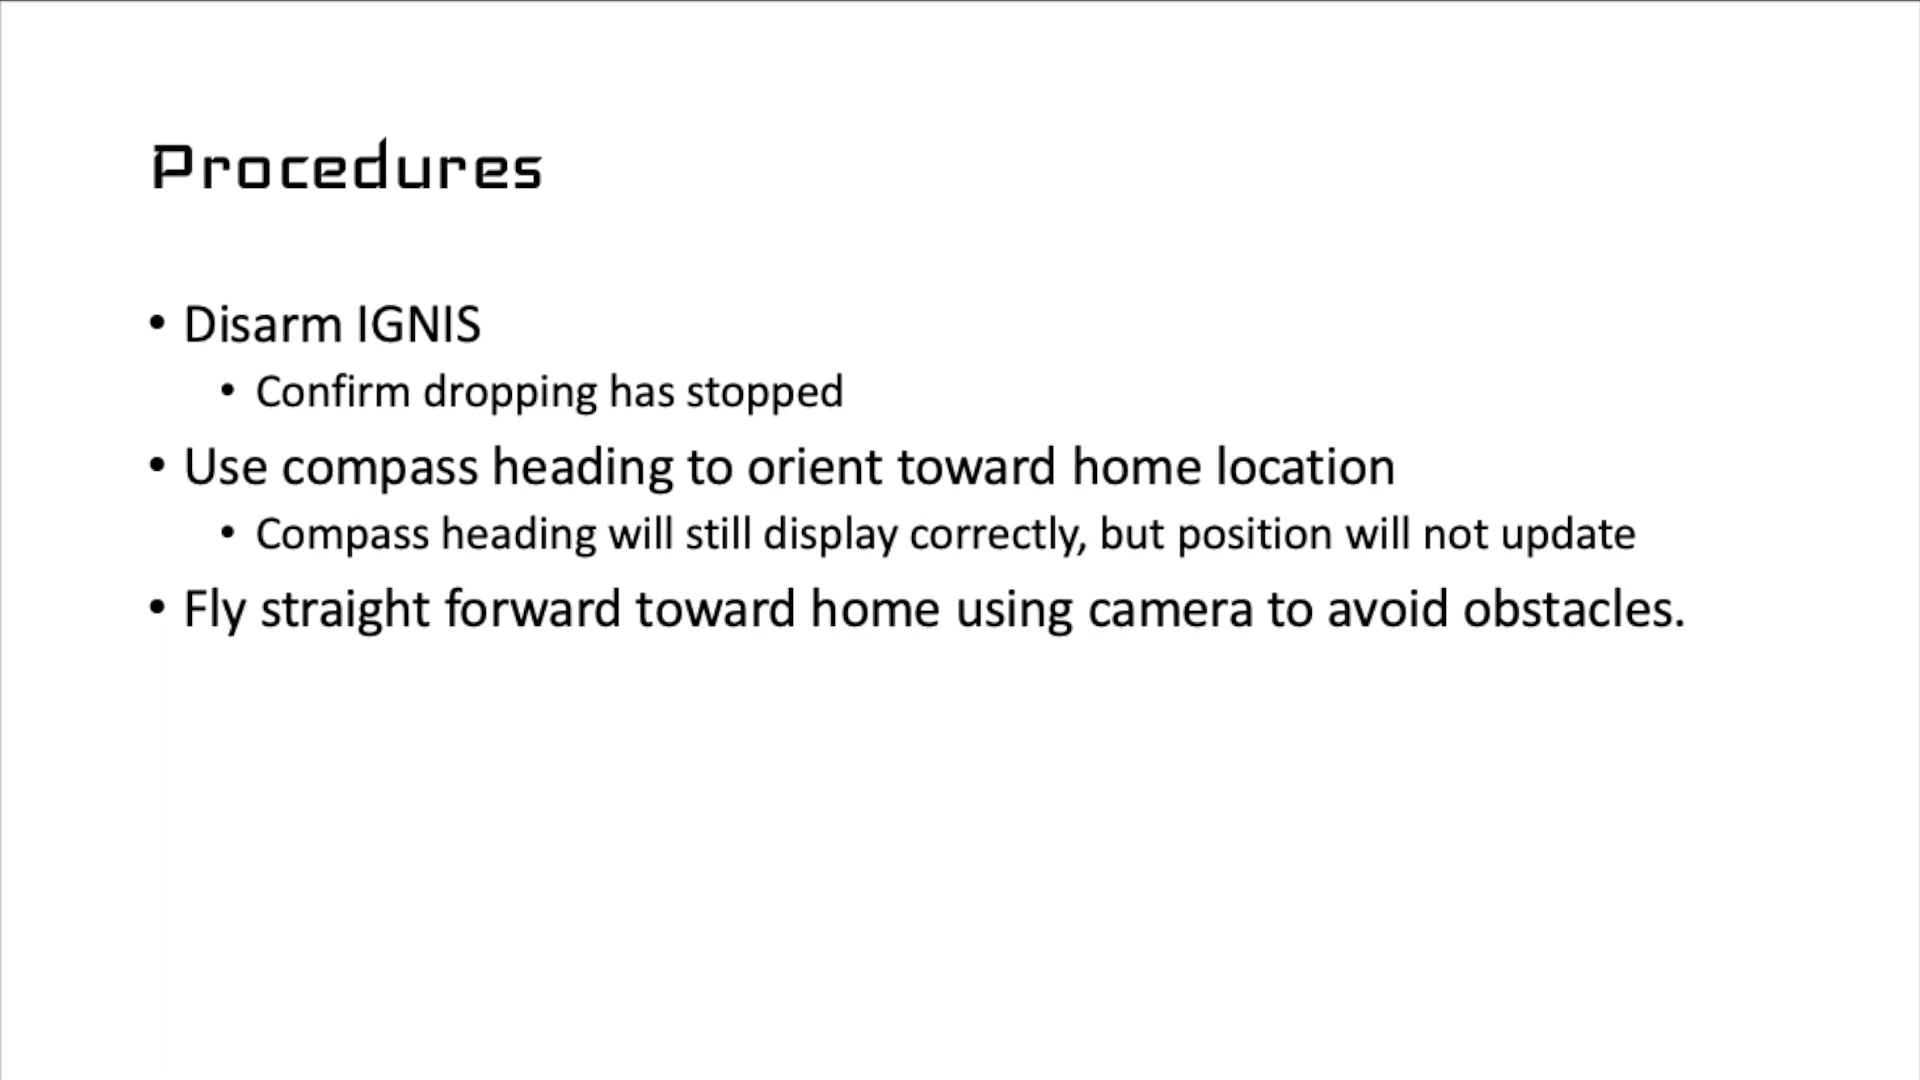 Procedures
• Disarm IGNIS
• Confirm dropping has stopped
• Use compass heading to orient toward home location
• Compass heading will still display correctly, but position will not update
• Fly straight forward toward home using camera to avoid obstacles.